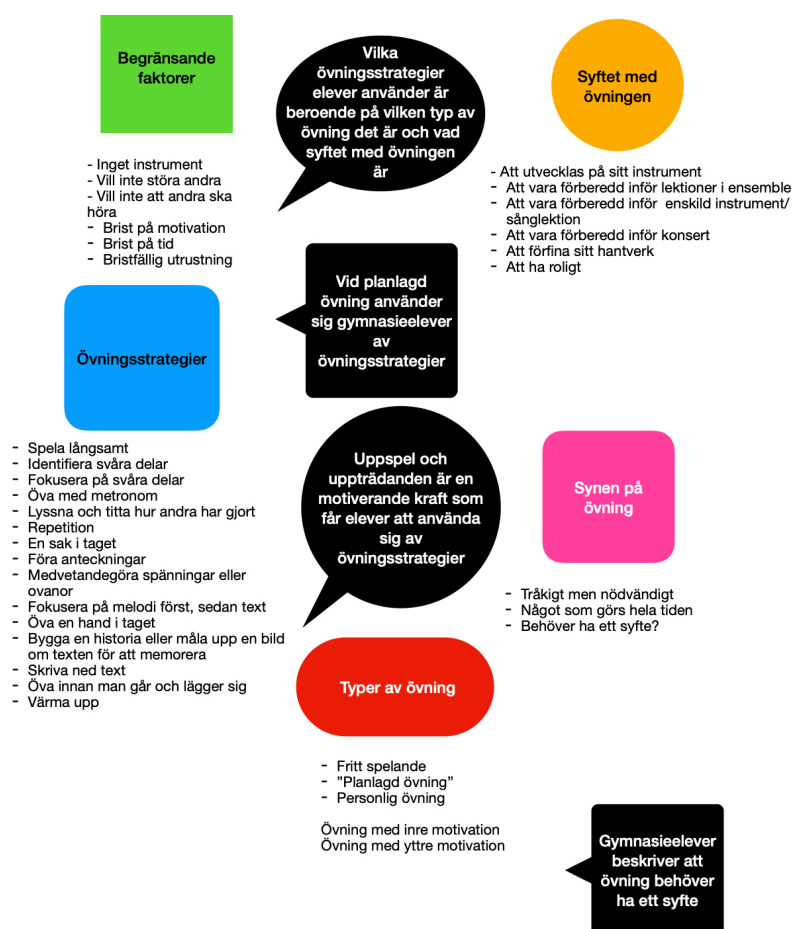 Begränsande
faktorer
- Inget instrument
- Vill inte störa andra
- Vill inte att andra ska
höra
- Brist på motivation
- Brist på tid
- Bristfällig utrustning
Vilka
övningsstrategier
elever använder är
beroende på vilken typ av
övning det är och vad
syftet med övningen
är
Syftet med
övningen
- Att utvecklas på sitt instrument
- Att vara förberedd inför lektioner i ensemble
- Att vara förberedd inför enskild instrument/
sånglektion
- Att vara förberedd inför konsert
- Att förfina sitt hantverk
- Att ha roligt
Vid planlagd
övning använder
sig gymnasieelever
av
övningsstrategier
Övningsstrategier
- Spela långsamt
- Identifiera svåra delar
- Fokusera på svåra delar
- Öva med metronom
- Lyssna och titta hur andra har gjort
- Repetition
- En sak i taget
- Föra anteckningar
- Medvetandegöra spänningar eller
ovanor
- Fokusera på melodi först, sedan text
- Öva en hand i taget
- Bygga en historia eller måla upp en bild
om texten för att memorera
- Skriva ned text
- Öva innan man går och lägger sig
- Värma upp
Uppspel och
uppträdanden är en
motiverande kraft som
får elever att använda
sig av
övningsstrategier
Synen på
övning
- Tråkigt men nödvändigt
- Något som görs hela tiden
- Behöver ha ett syfte?
Typer av övning
- Fritt spelande
- ”Planlagd övning”
- Personlig övning
Övning med inre motivation
Övning med yttre motivation
Gymnasieelever
beskriver att
övning behöver
ha ett syfte